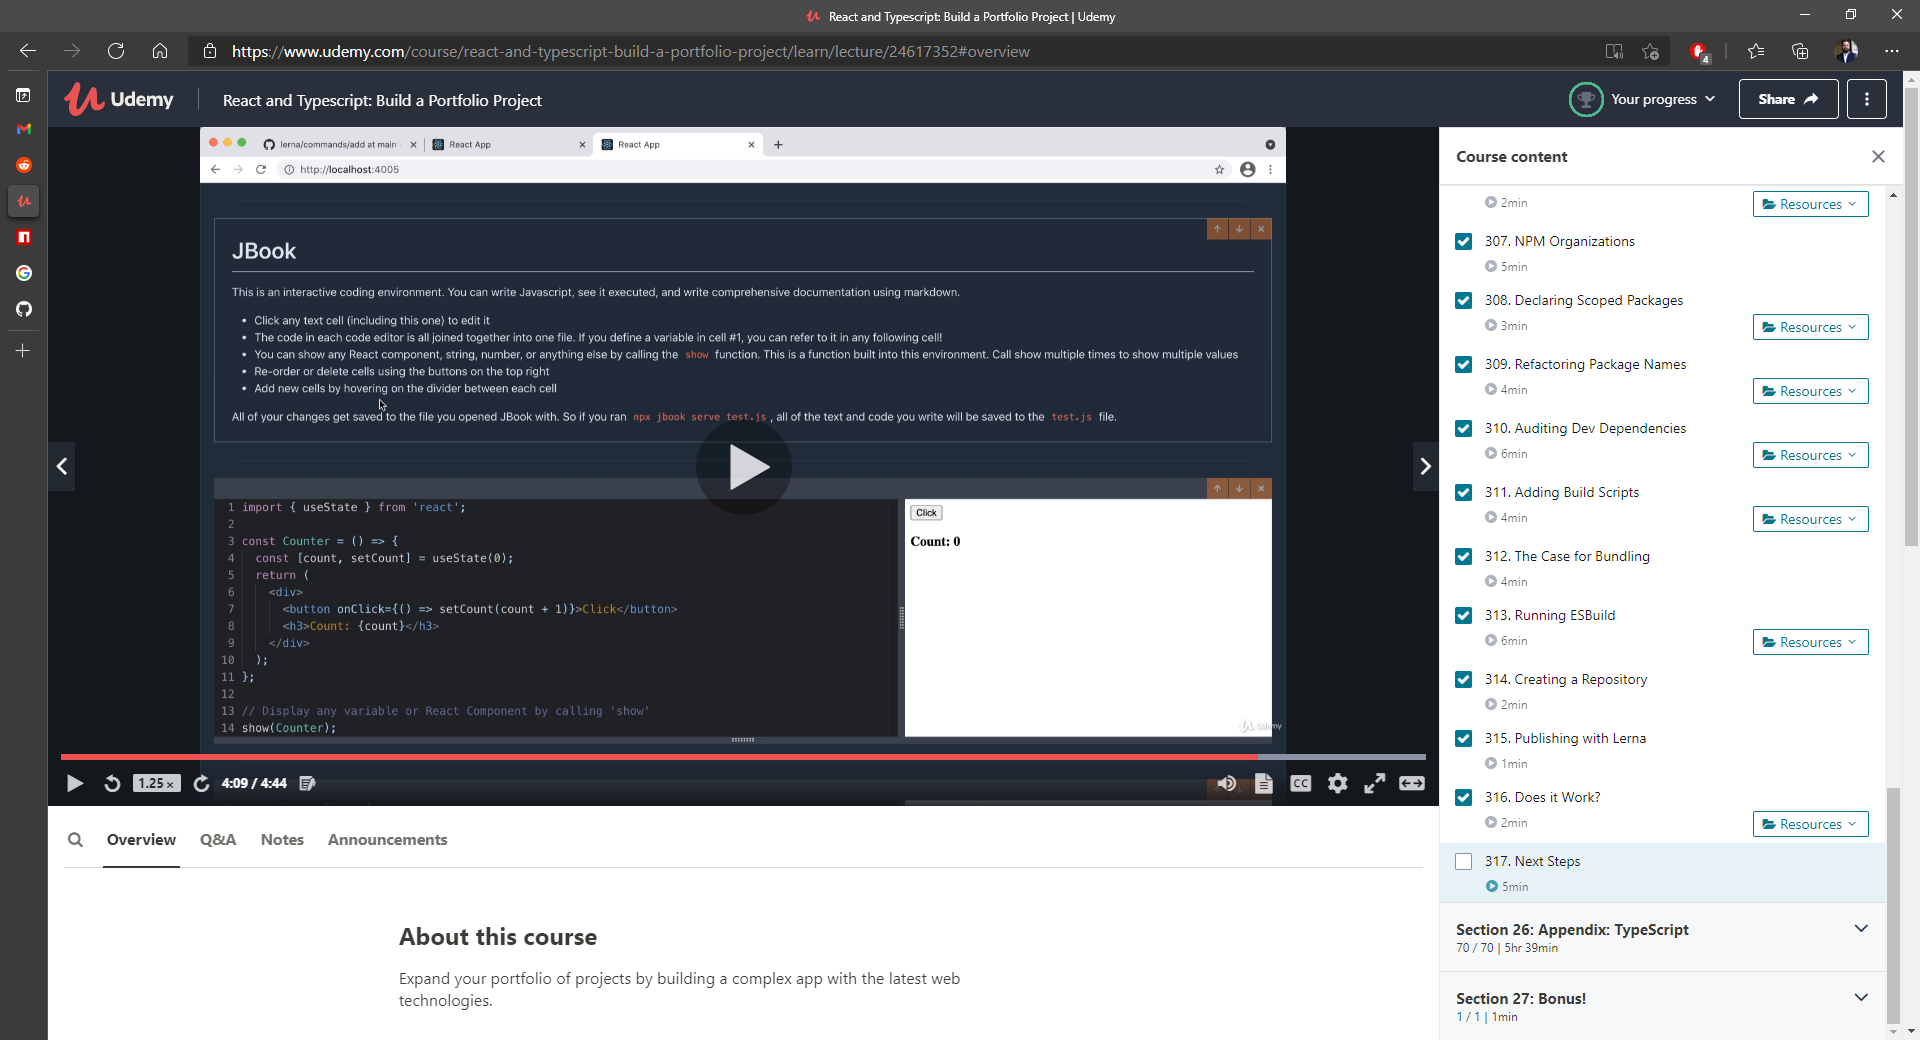 React and Typescript: Build a Portfolio Project | Udemy
https://www.udemy.com/course/react-and-typescript-build-a-portfolio-project/learn/lecture/24617352#overview
4
Udemy
React and Typescript: Build a Portfolio Project
Your progress
Share
lerna/commands/add at main
React App
React App
http://localhost:4005
JBook
This is an interactive coding environment. You can write Javascript, see it executed, and write comprehensive documentation using markdown.
• Click any text cell (including this one) to edit it
• The code in each code editor is all joined together into one file. If you define a variable in cell #1, you can refer to it in any following cell!
• You can show any React component, string, number, or anything else by calling the show function. This is a function built into this environment. Call show multiple times to show multiple values
• Re-order or delete cells using the buttons on the top right
• Add new cells by hovering on the divider between each cell
All of your changes get saved to the file you opened JBook with. So if you ran npx jbook serve test.js , all of the text and code you write will be saved to the test.js file.
1 import { useState } from 'react';
2
3 const Counter = () => {
4 const [count, setCount] = useState(0);
5 return (
6 <div>
7 <button onClick={() => setCount(count + 1)}>Click</button>
8 <h3>Count: {count}</h3>
9 </div>
10 );
11 };
12
13 // Display any variable or React Component by calling 'show'
14 show(Counter);
Click
Count: 0
Udemy
1.25 x
4:09 / 4:44
CC
Overview
Q&A
Notes
Announcements
About this course
Expand your portfolio of projects by building a complex app with the latest web
technologies.
Course content
2min
Resources
307. NPM Organizations
5min
308. Declaring Scoped Packages
3min
Resources
309. Refactoring Package Names
4min
Resources
310. Auditing Dev Dependencies
6min
Resources
311. Adding Build Scripts
4min
Resources
312. The Case for Bundling
4min
313. Running ESBuild
6min
Resources
314. Creating a Repository
2min
315. Publishing with Lerna
1min
316. Does it Work?
2min
Resources
317. Next Steps
5min
Section 26: Appendix: TypeScript
70 / 70 | 5hr 39min
Section 27: Bonus!
1 / 1 | 1min